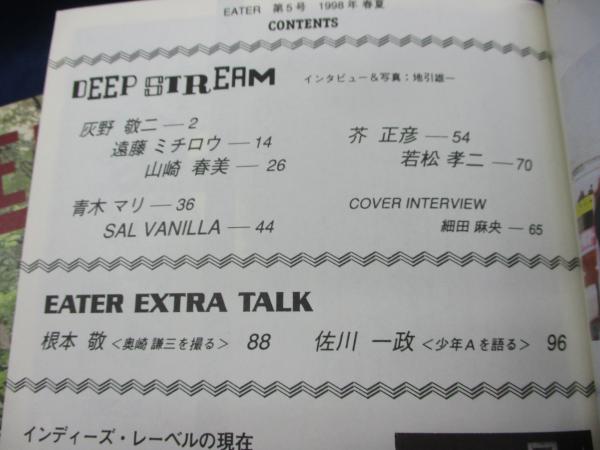 EATER 第5号 1998年 春夏
CONTENTS
DEEP STREAM インタビュー＆写真；地引雄一
灰野 敬二 ― 2
遠藤 ミチロウ ― 14
山崎 春美 ― 26
青木 マリ ― 36
SAL VANILLA ― 44
芥 正彦 ― 54
若松 孝二 ― 70
COVER INTERVIEW
細田 麻央 ― 65
EATER EXTRA TALK
根本 敬 ＜奥崎 謙三を撮る＞ 88 佐川 一政 ＜少年Aを語る＞ 96
インディーズ・レーベルの現在